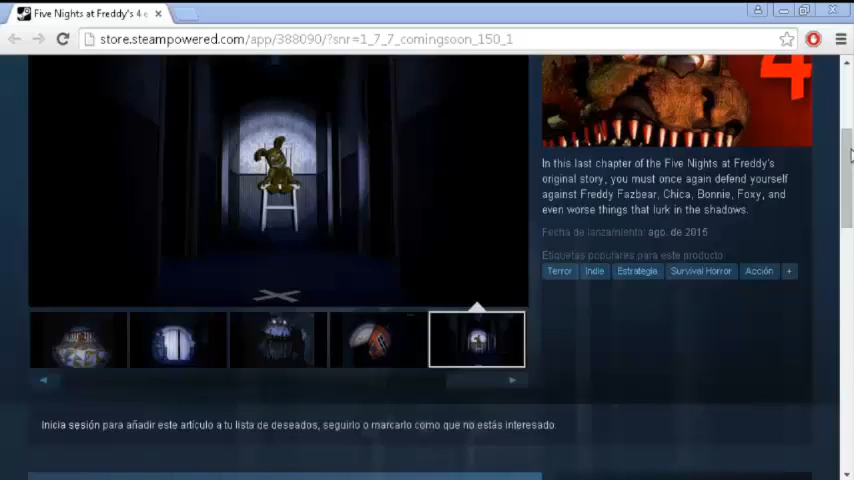 Five Nights at Freddy's 4 e
store.steampowered.com/app/388090/?snr=1_7_7_comingsoon_150_1
4
In this last chapter of the Five Nights at Freddy's
original story, you must once again defend yourself
against Freddy Fazbear, Chica, Bonnie, Foxy, and
even worse things that lurk in the shadows.
Fecha de lanzamiento: ago. de 2015
Etiquetas populares para este producto:
Terror Indie Estrategia Survival Horror Acción +
Inicia sesión para añadir este artículo a tu lista de deseados, seguirlo o marcarlo como que no estás interesado.